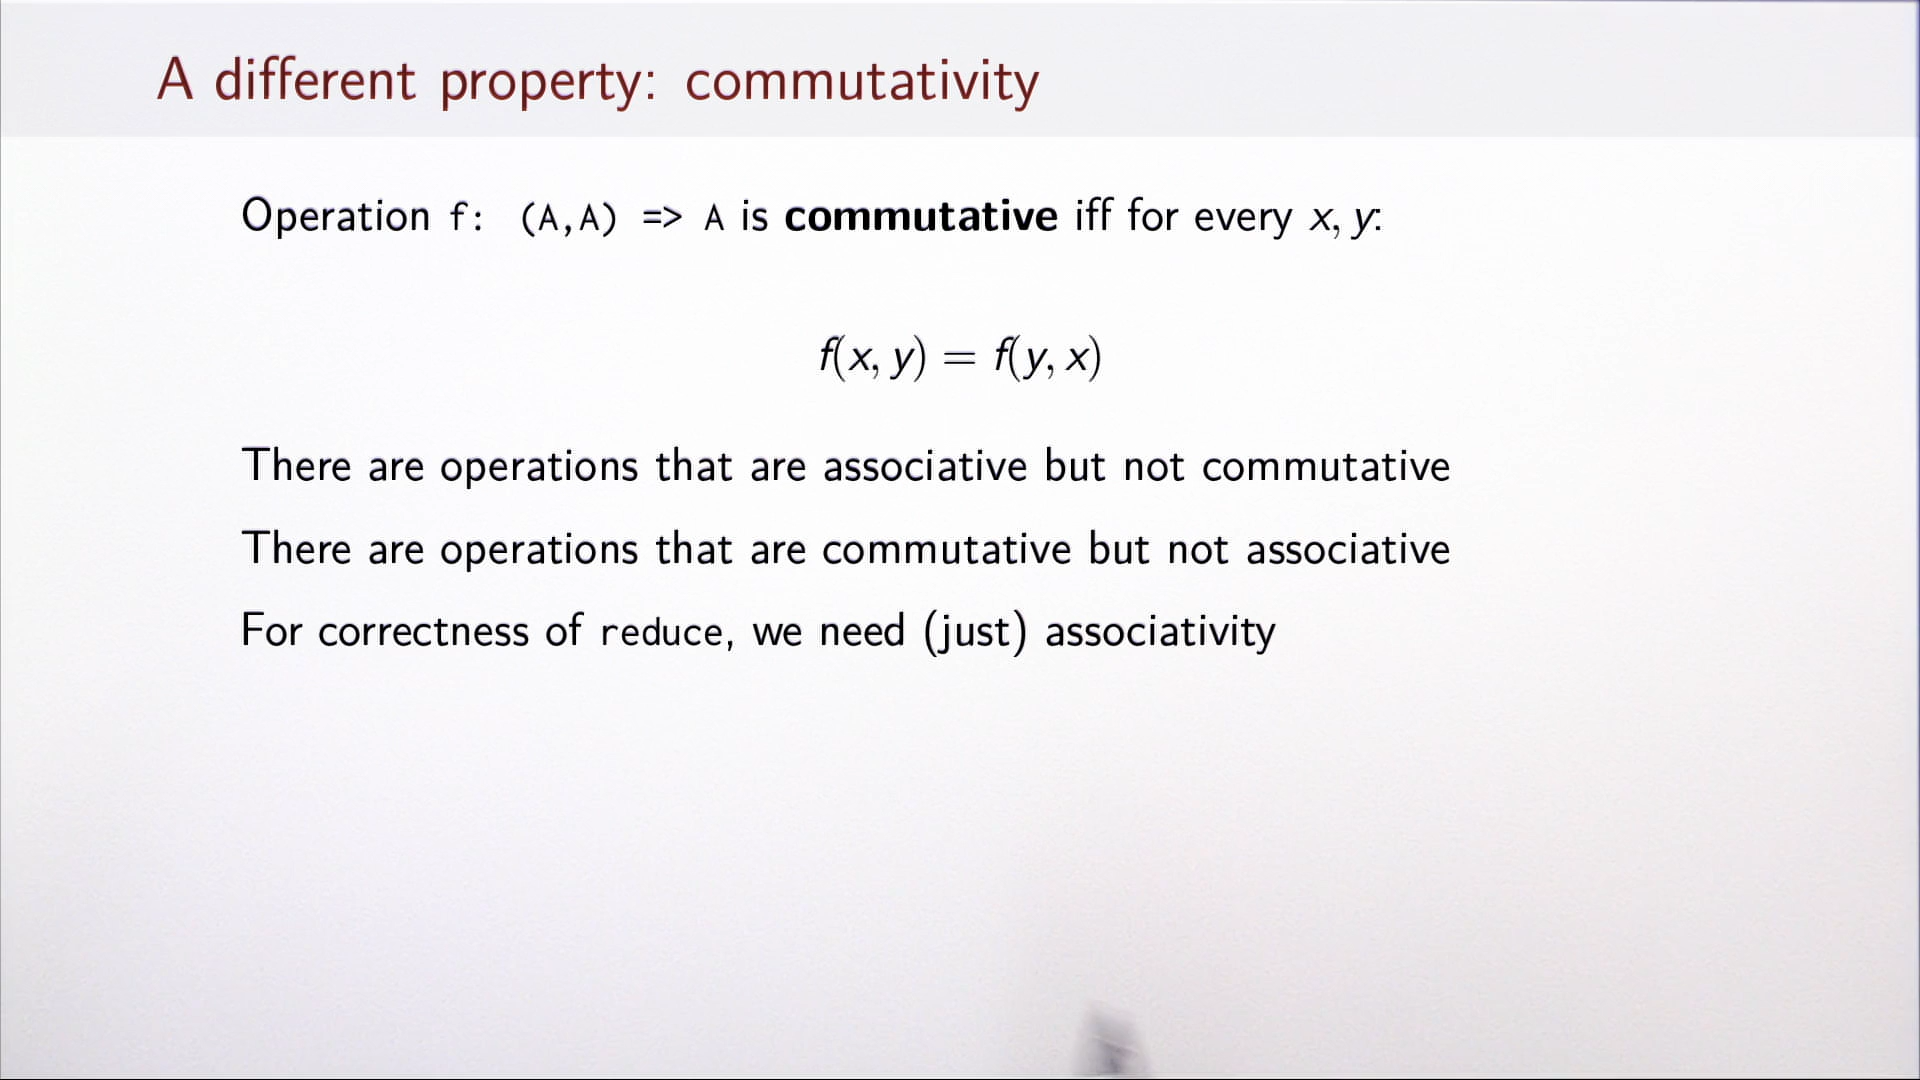 A different property: commutativity
Operation f: (A,A) => A is commutative iff for every x, y:
f(x, y) = f(y, x)
There are operations that are associative but not commutative
There are operations that are commutative but not associative
For correctness of reduce, we need (just) associativity